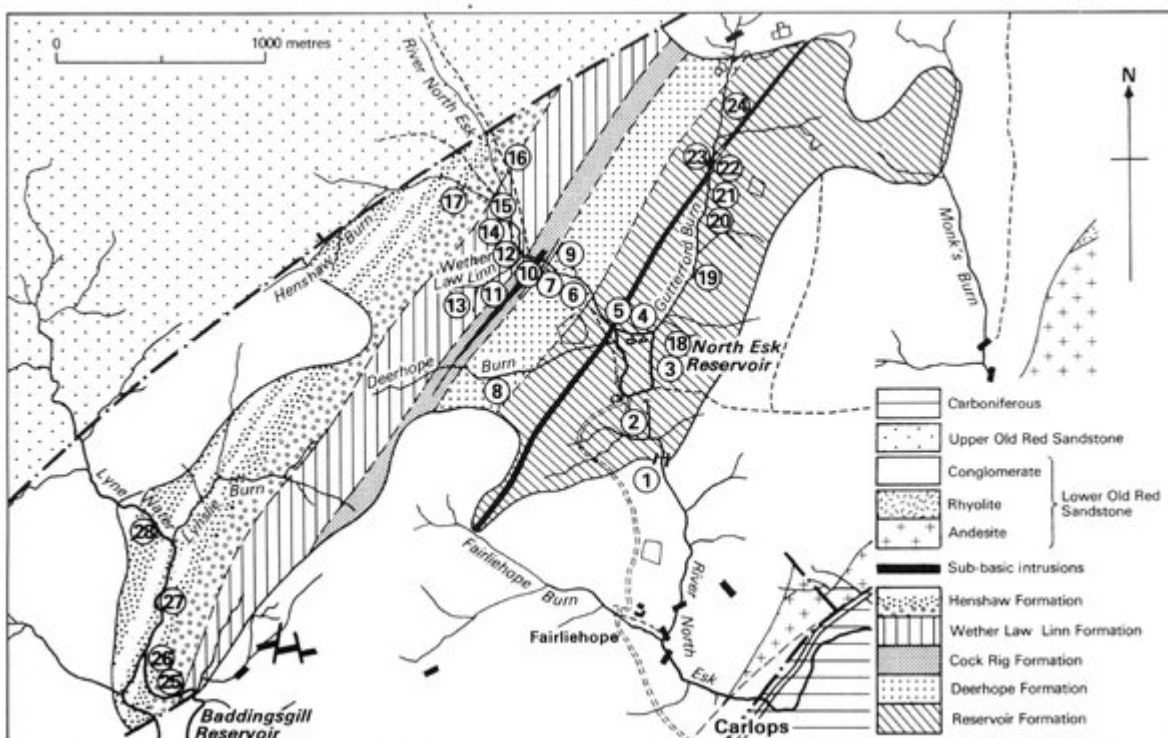 0 1000 metres
River North Esk
N
24
16
23
22
17
21
15
20
14
Henshaw Burn
12
Wether Law Linn
9
10
7
Gutterford Burn
19
Monk's Burn
13
11
6
5
4
18
North Esk
Reservoir
3
Deerhope Burn
8
2
1
Lyne Water
Lynslie Burn
28
27
26
25
Baddingsgill
Reservoir
Fairliehope Burn
Fairliehope
River North Esk
Carlops
Carboniferous
Upper Old Red Sandstone
Conglomerate
Rhyolite
Lower Old Red
Sandstone
Andesite
Sub-basic intrusions
Henshaw Formation
Wether Law Linn Formation
Cock Rig Formation
Deerhope Formation
Reservoir Formation